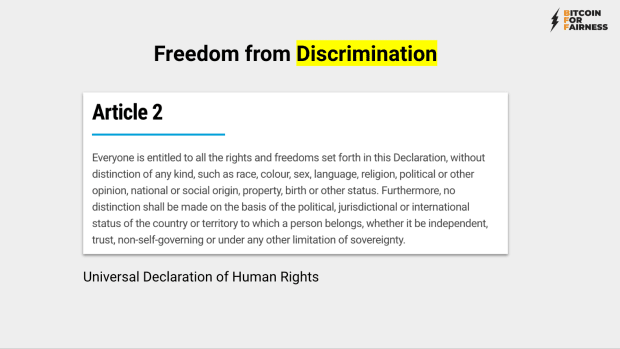 BITCOIN
FOR
FAIRNESS
Freedom from Discrimination
Article 2
Everyone is entitled to all the rights and freedoms set forth in this Declaration, without
distinction of any kind, such as race, colour, sex, language, religion, political or other
opinion, national or social origin, property, birth or other status. Furthermore, no
distinction shall be made on the basis of the political, jurisdictional or international
status of the country or territory to which a person belongs, whether it be independent,
trust, non-self-governing or under any other limitation of sovereignty.
Universal Declaration of Human Rights